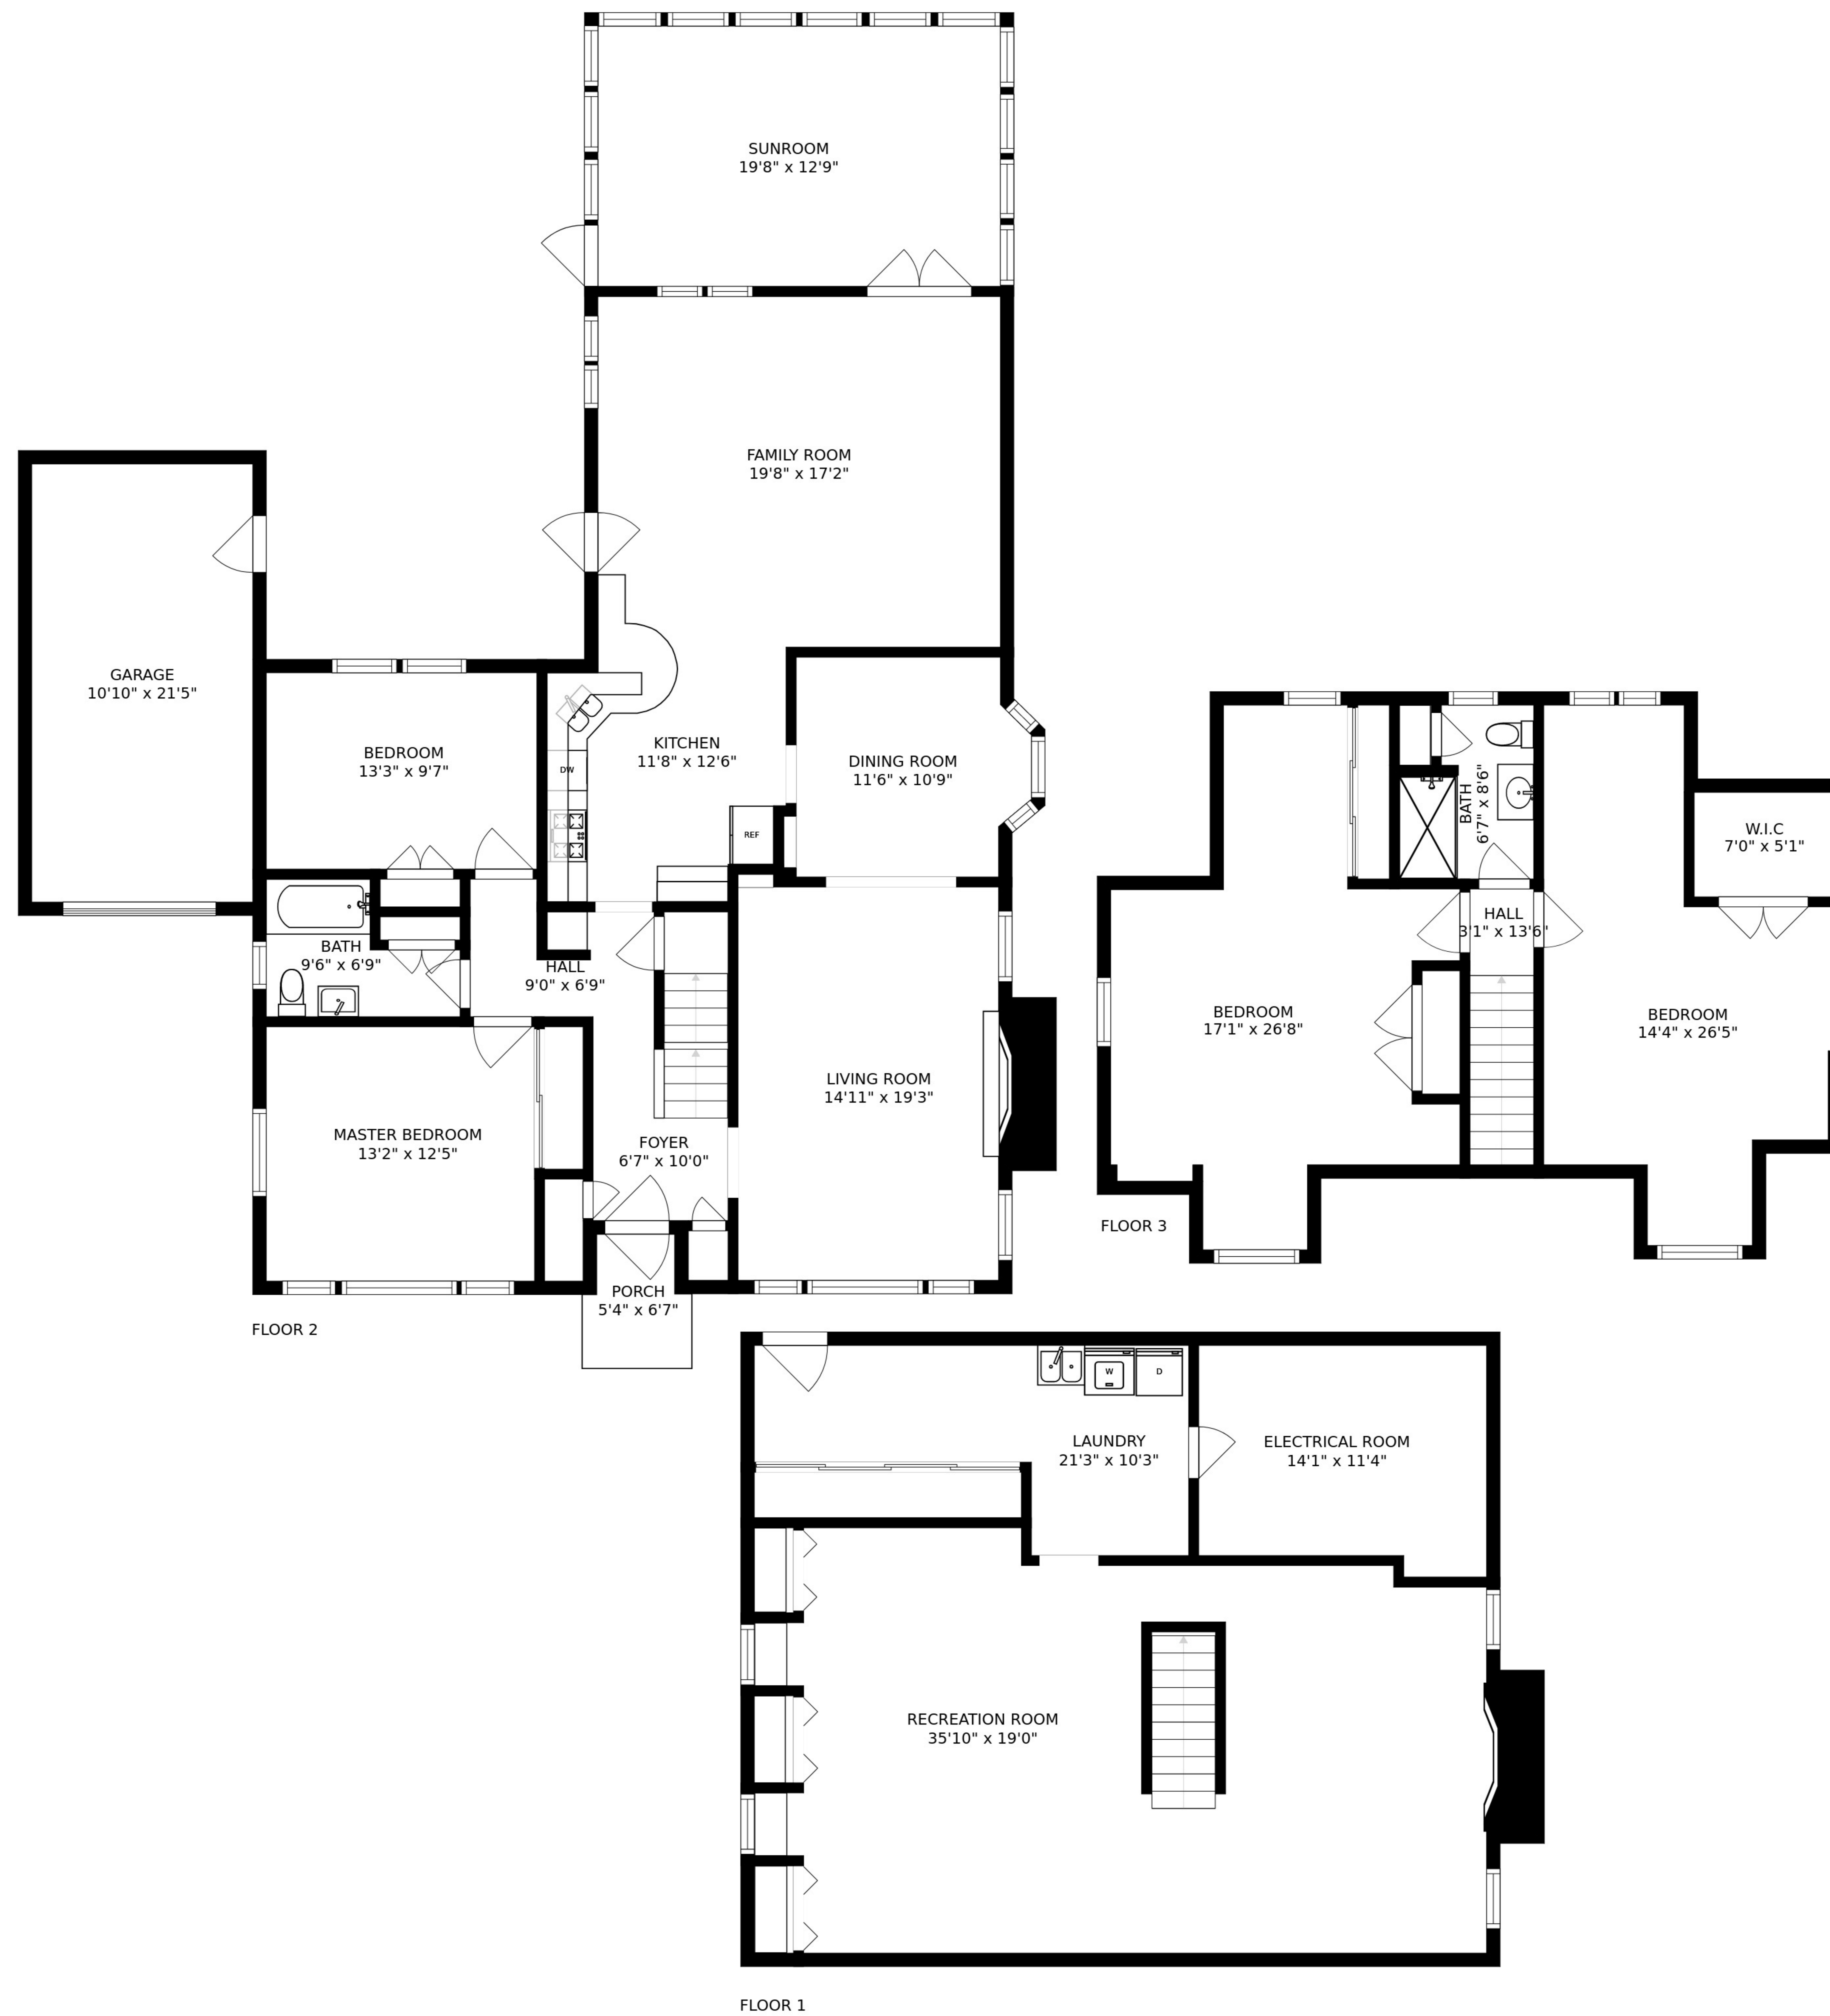 SUNROOM
19'8" x 12'9"
FAMILY ROOM
19'8" x 17'2"
GARAGE
10'10" x 21'5"
BEDROOM
13'3" x 9'7"
KITCHEN
11'8" x 12'6"
DW
REF
DINING ROOM
11'6" x 10'9"
BATH
9'6" x 6'9"
HALL
9'0" x 6'9"
MASTER BEDROOM
13'2" x 12'5"
FOYER
6'7" x 10'0"
LIVING ROOM
14'11" x 19'3"
PORCH
5'4" x 6'7"
FLOOR 2
BATH
6'7" x 8'6"
W.I.C
7'0" x 5'1"
HALL
3'1" x 13'6"
BEDROOM
17'1" x 26'8"
BEDROOM
14'4" x 26'5"
FLOOR 3
W
D
LAUNDRY
21'3" x 10'3"
ELECTRICAL ROOM
14'1" x 11'4"
RECREATION ROOM
35'10" x 19'0"
FLOOR 1